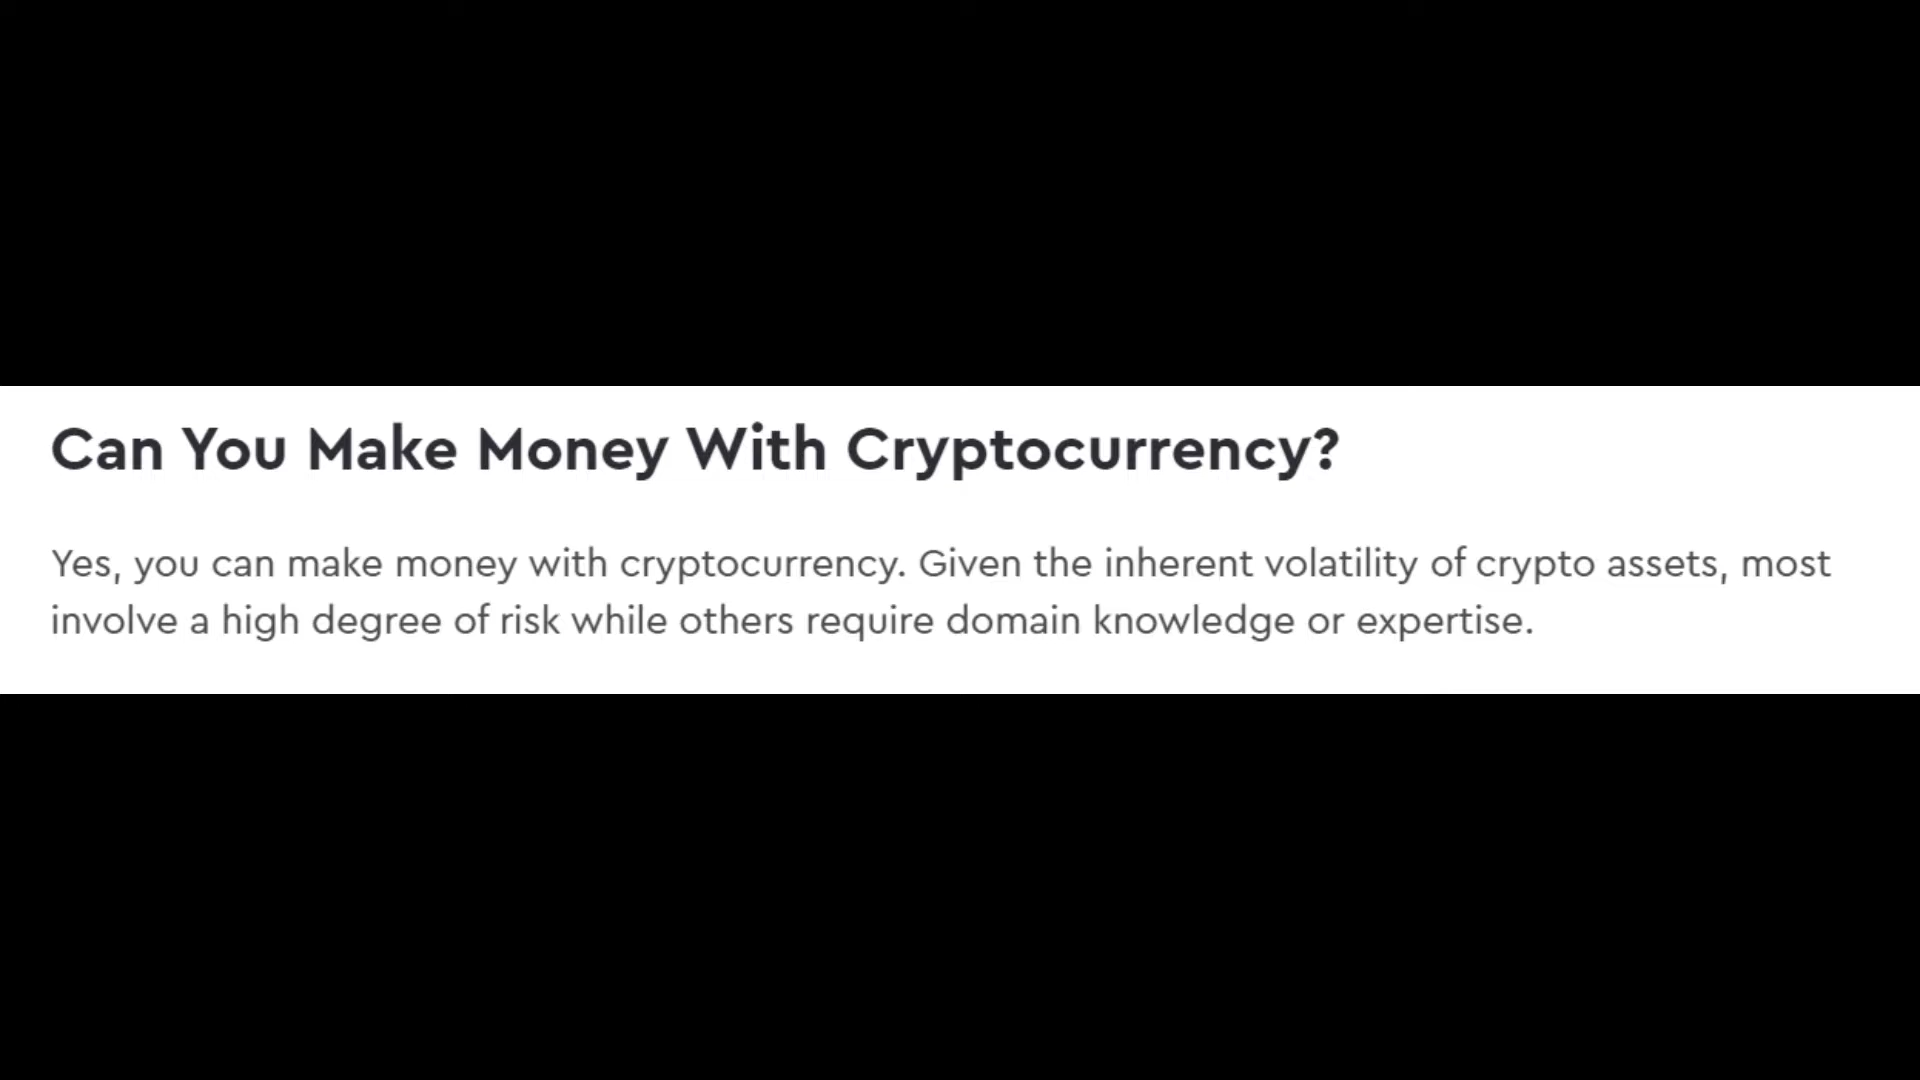 Can You Make Money With Cryptocurrency?
Yes, you can make money with cryptocurrency. Given the inherent volatility of crypto assets, most
involve a high degree of risk while others require domain knowledge or expertise.